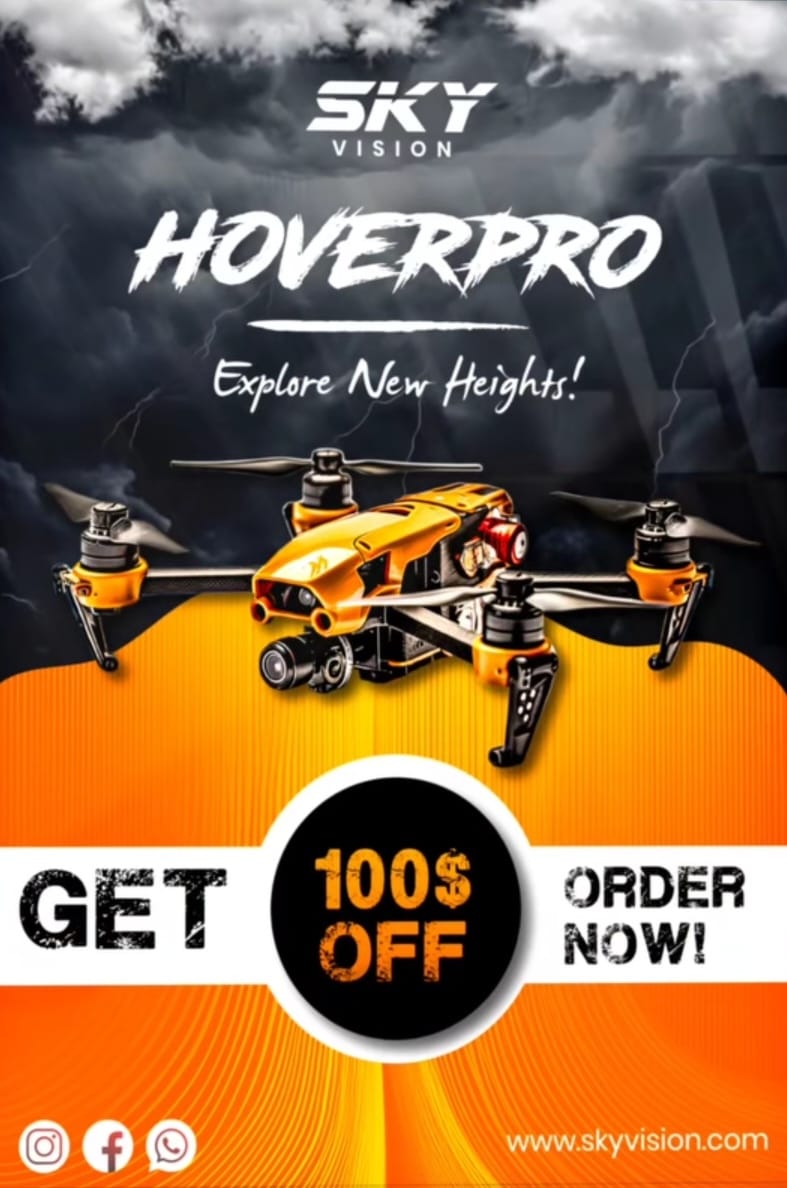 SKY
VISION
HOVERPRO
Explore New Heights!
GET
100$
OFF
ORDER
NOW!
www.skyvision.com